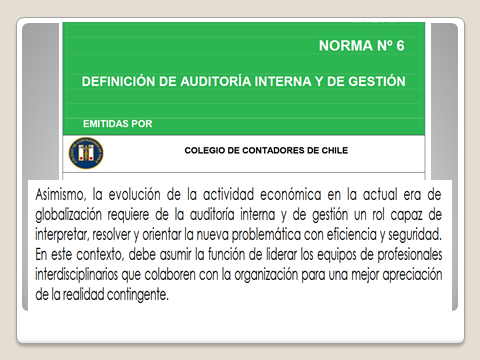 NORMA Nº 6
DEFINICIÓN DE AUDITORÍA INTERNA Y DE GESTIÓN
EMITIDAS POR
COLEGIO DE CONTADORES DE CHILE
Asimismo, la evolución de la actividad económica en la actual era de
globalización requiere de la auditoría interna y de gestión un rol capaz de
interpretar, resolver y orientar la nueva problemática con eficiencia y seguridad.
En este contexto, debe asumir la función de liderar los equipos de profesionales
interdisciplinarios que colaboren con la organización para una mejor apreciación
de la realidad contingente.